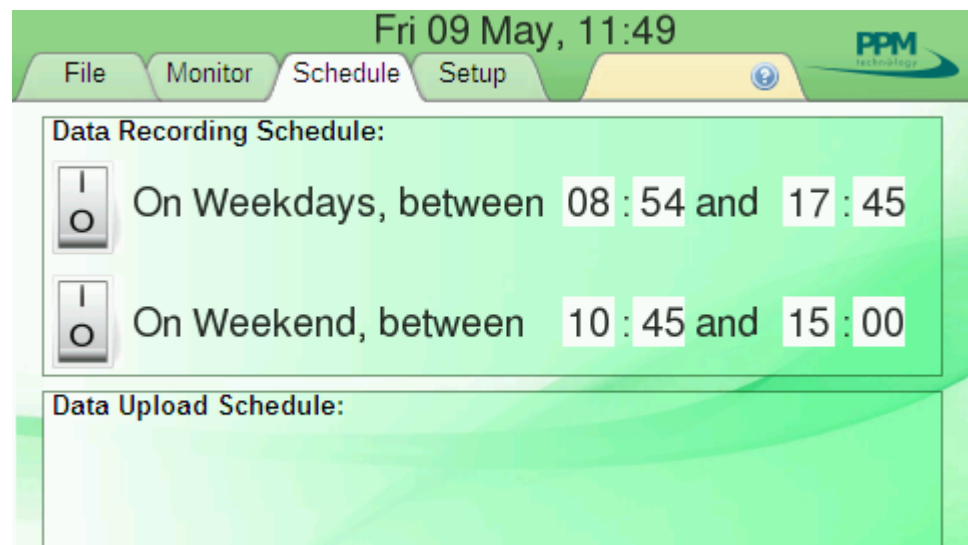 Fri 09 May, 11:49
PPM
technology
File Monitor Schedule Setup
Data Recording Schedule:
I
O
On Weekdays, between 08 : 54 and 17 : 45
I
O
On Weekend, between 10 : 45 and 15 : 00
Data Upload Schedule: